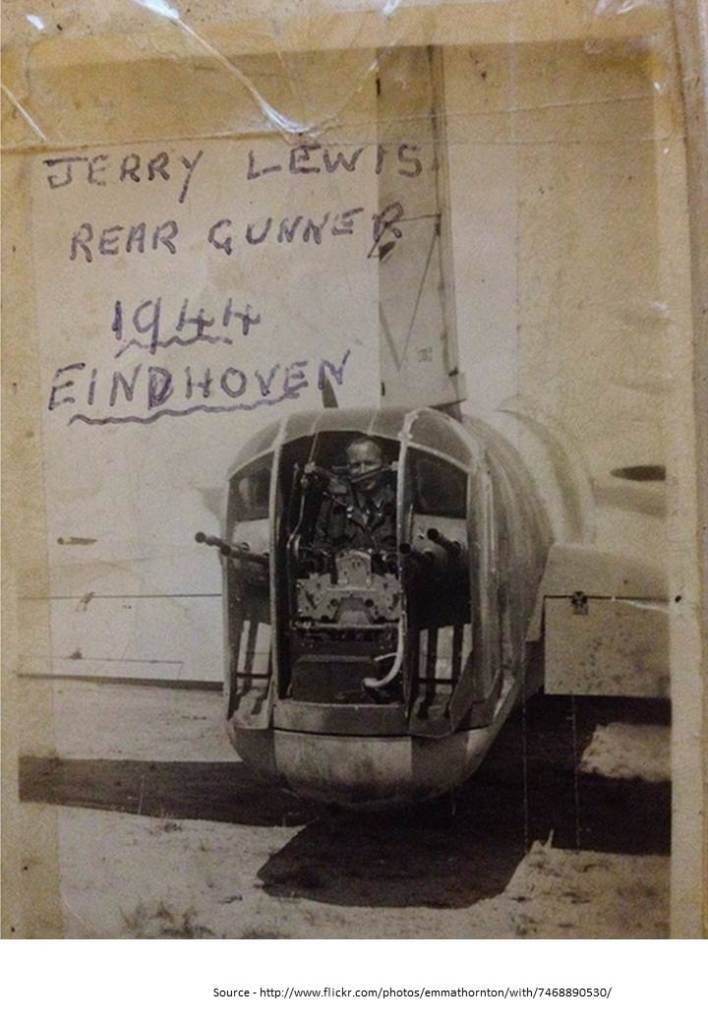 JERRY LEWIS
REAR GUNNER
1944
EINDHOVEN
Source - http://www.flickr.com/photos/emmathornton/with/7468890530/